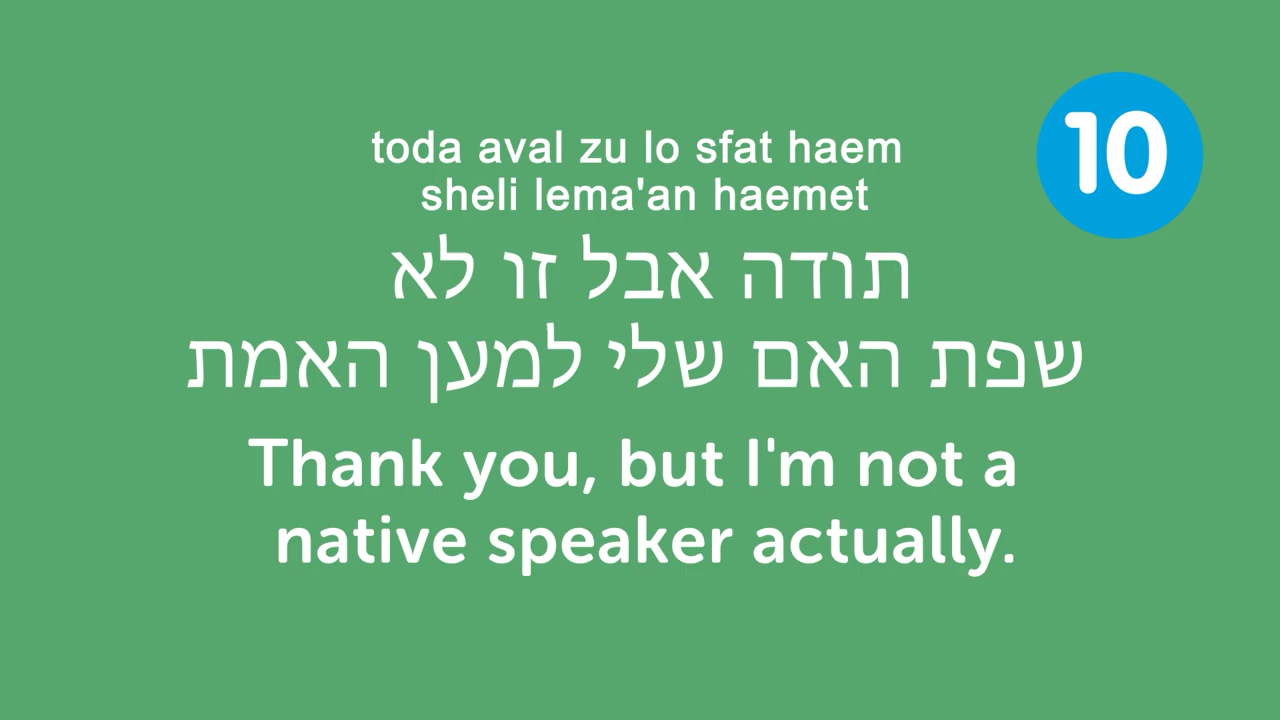 10
toda aval zu lo sfat haem
sheli lema'an haemet
תודה אבל זו לא
שפת האם שלי למען האמת
Thank you, but I'm not a
native speaker actually.